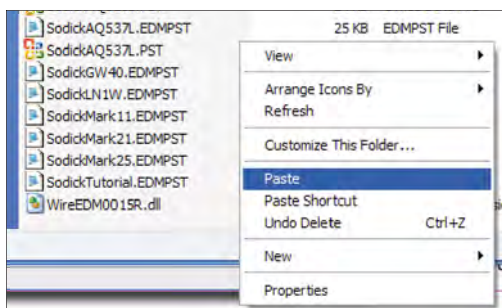 SodickAQ537L.EDMPST 25 KB EDMPST File
SodickAQ537L.PST
SodickGW40.EDMPST
SodickLN1W.EDMPST
SodickMark11.EDMPST
SodickMark21.EDMPST
SodickMark25.EDMPST
SodickTutorial.EDMPST
WireEDM0015R.dll
View
Arrange Icons By
Refresh
Customize This Folder...
Paste
Paste Shortcut
Undo Delete Ctrl+Z
New
Properties